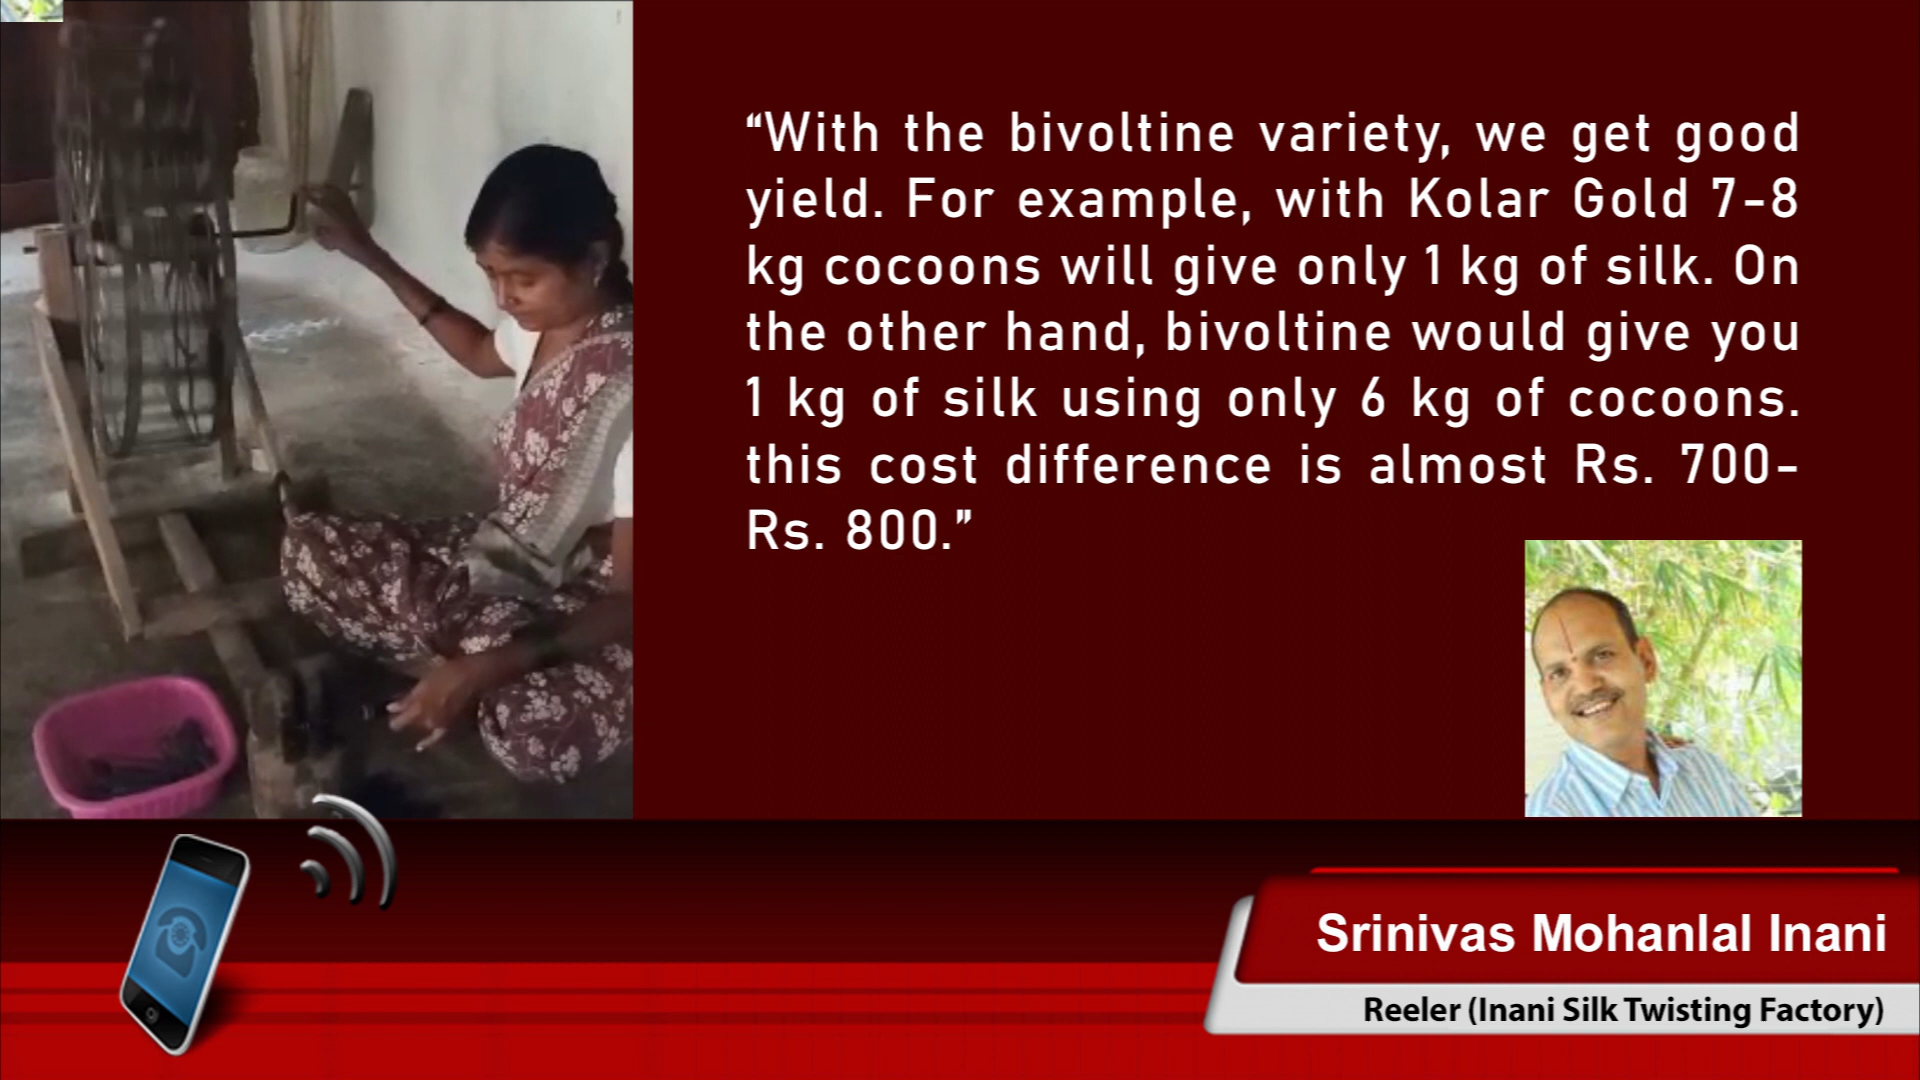 “With the bivoltine variety, we get good
yield. For example, with Kolar Gold 7-8
kg cocoons will give only 1 kg of silk. On
the other hand, bivoltine would give you
1 kg of silk using only 6 kg of cocoons.
this cost difference is almost Rs. 700-
Rs. 800.”
Srinivas Mohanlal Inani
Reeler (Inani Silk Twisting Factory)